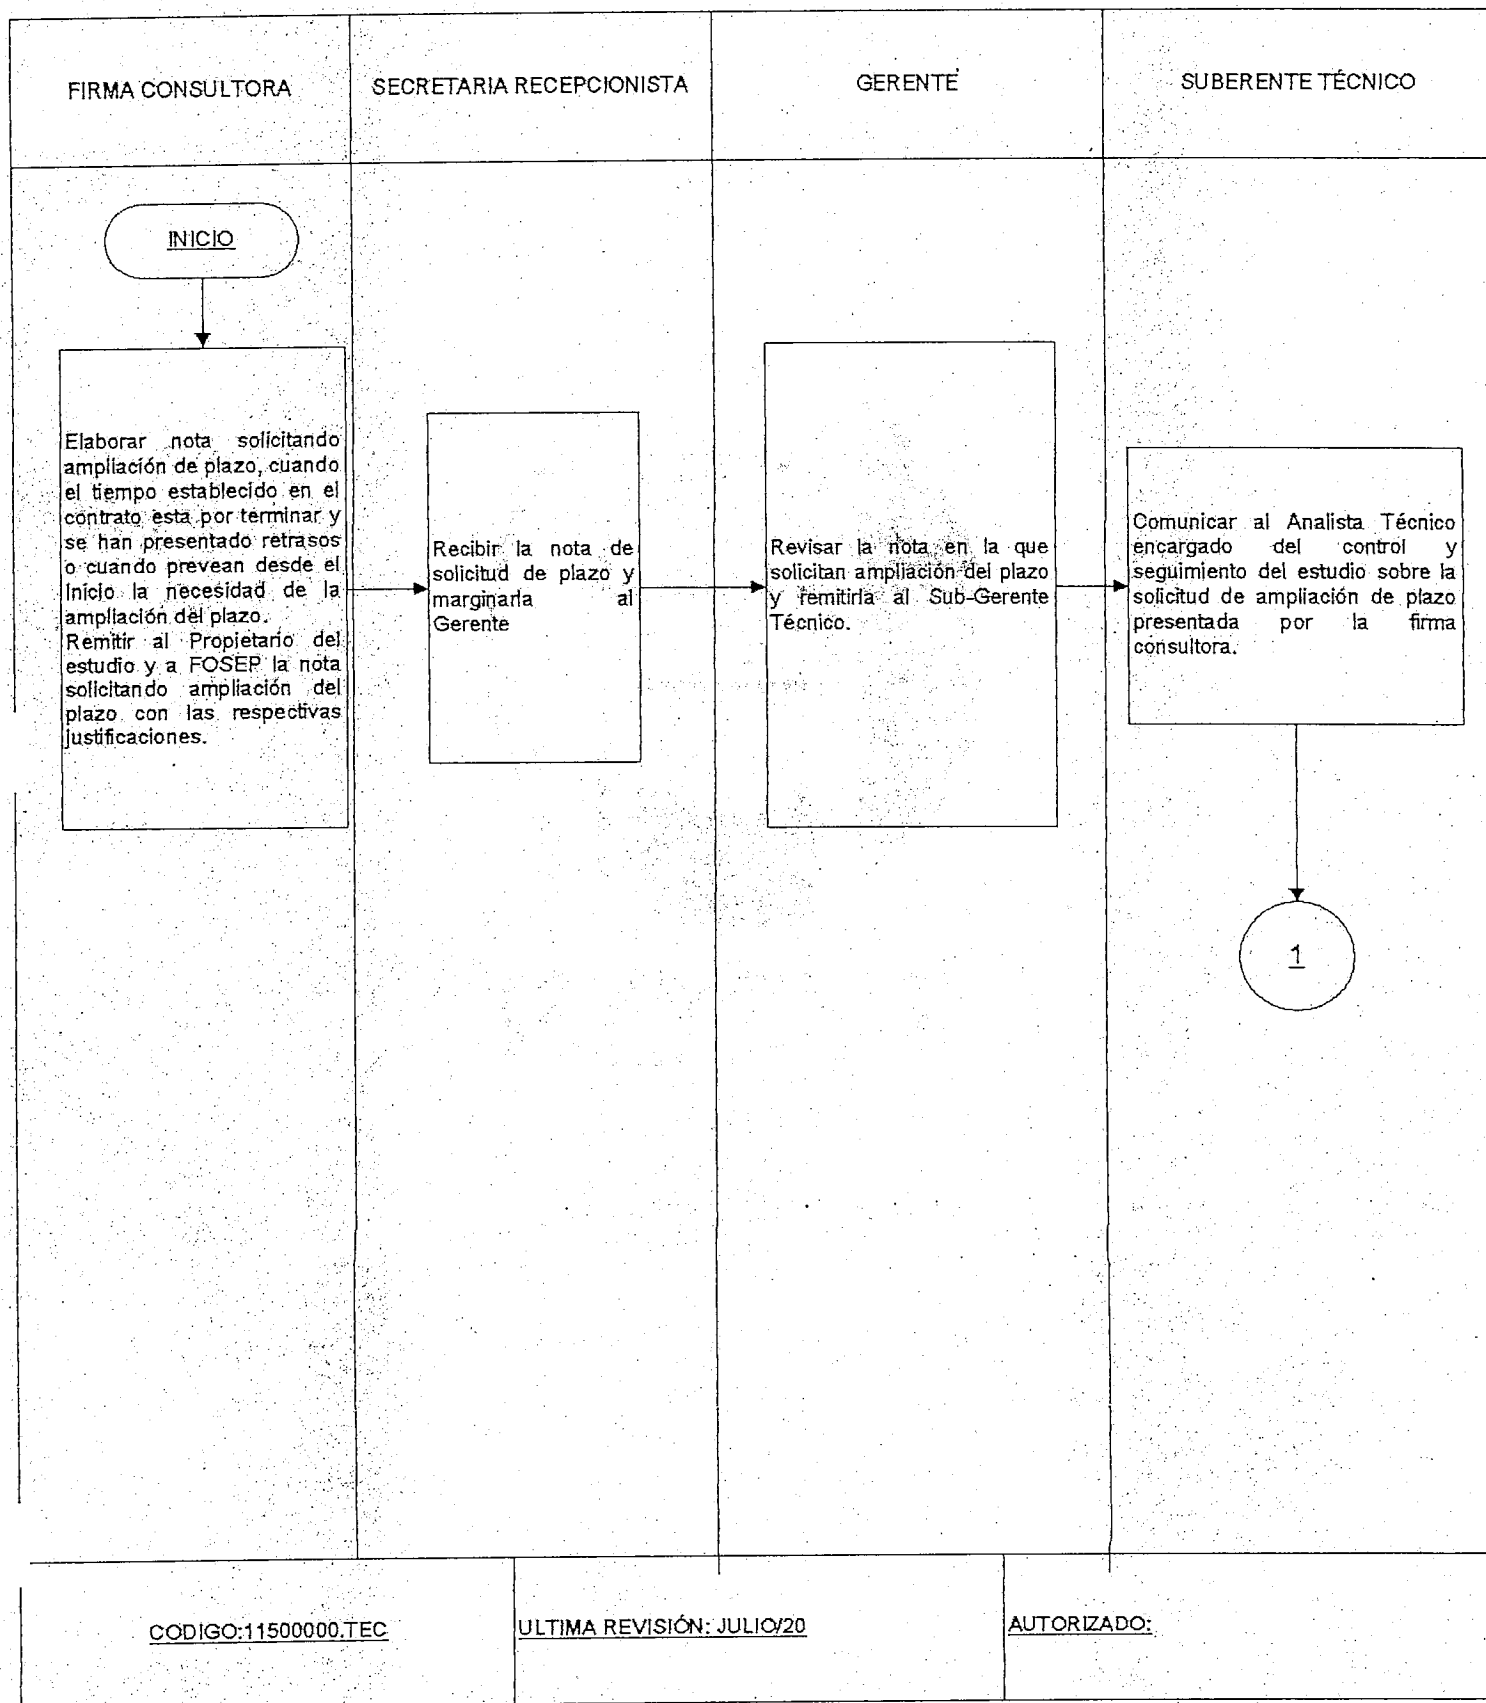 FIRMA CONSULTORA
SECRETARIA RECEPCIONISTA
GERENTE
SUBERENTE TÉCNICO
INICIO
Elaborar nota solicitando
ampliación de plazo, cuando
el tiempo establecido en el
contrato esta por terminar y
se han presentado retrasos
o cuando prevean desde el
Inicio la necesidad de la
ampliación del plazo.
Remitir al Propietario del
estudio y a FOSEP la nota
solicitando ampliación del
plazo con las respectivas
justificaciones.
Recibir la nota de
solicitud de plazo y
marginarla al
Gerente
Revisar la nota en la que
solicitan ampliación del plazo
y remitirla al Sub-Gerente
Técnico.
Comunicar al Analista Técnico
encargado del control y
seguimiento del estudio sobre la
solicitud de ampliación de plazo
presentada por la firma
consultora.
1
CODIGO:11500000.TEC
ULTIMA REVISIÓN: JULIO/20
AUTORIZADO: